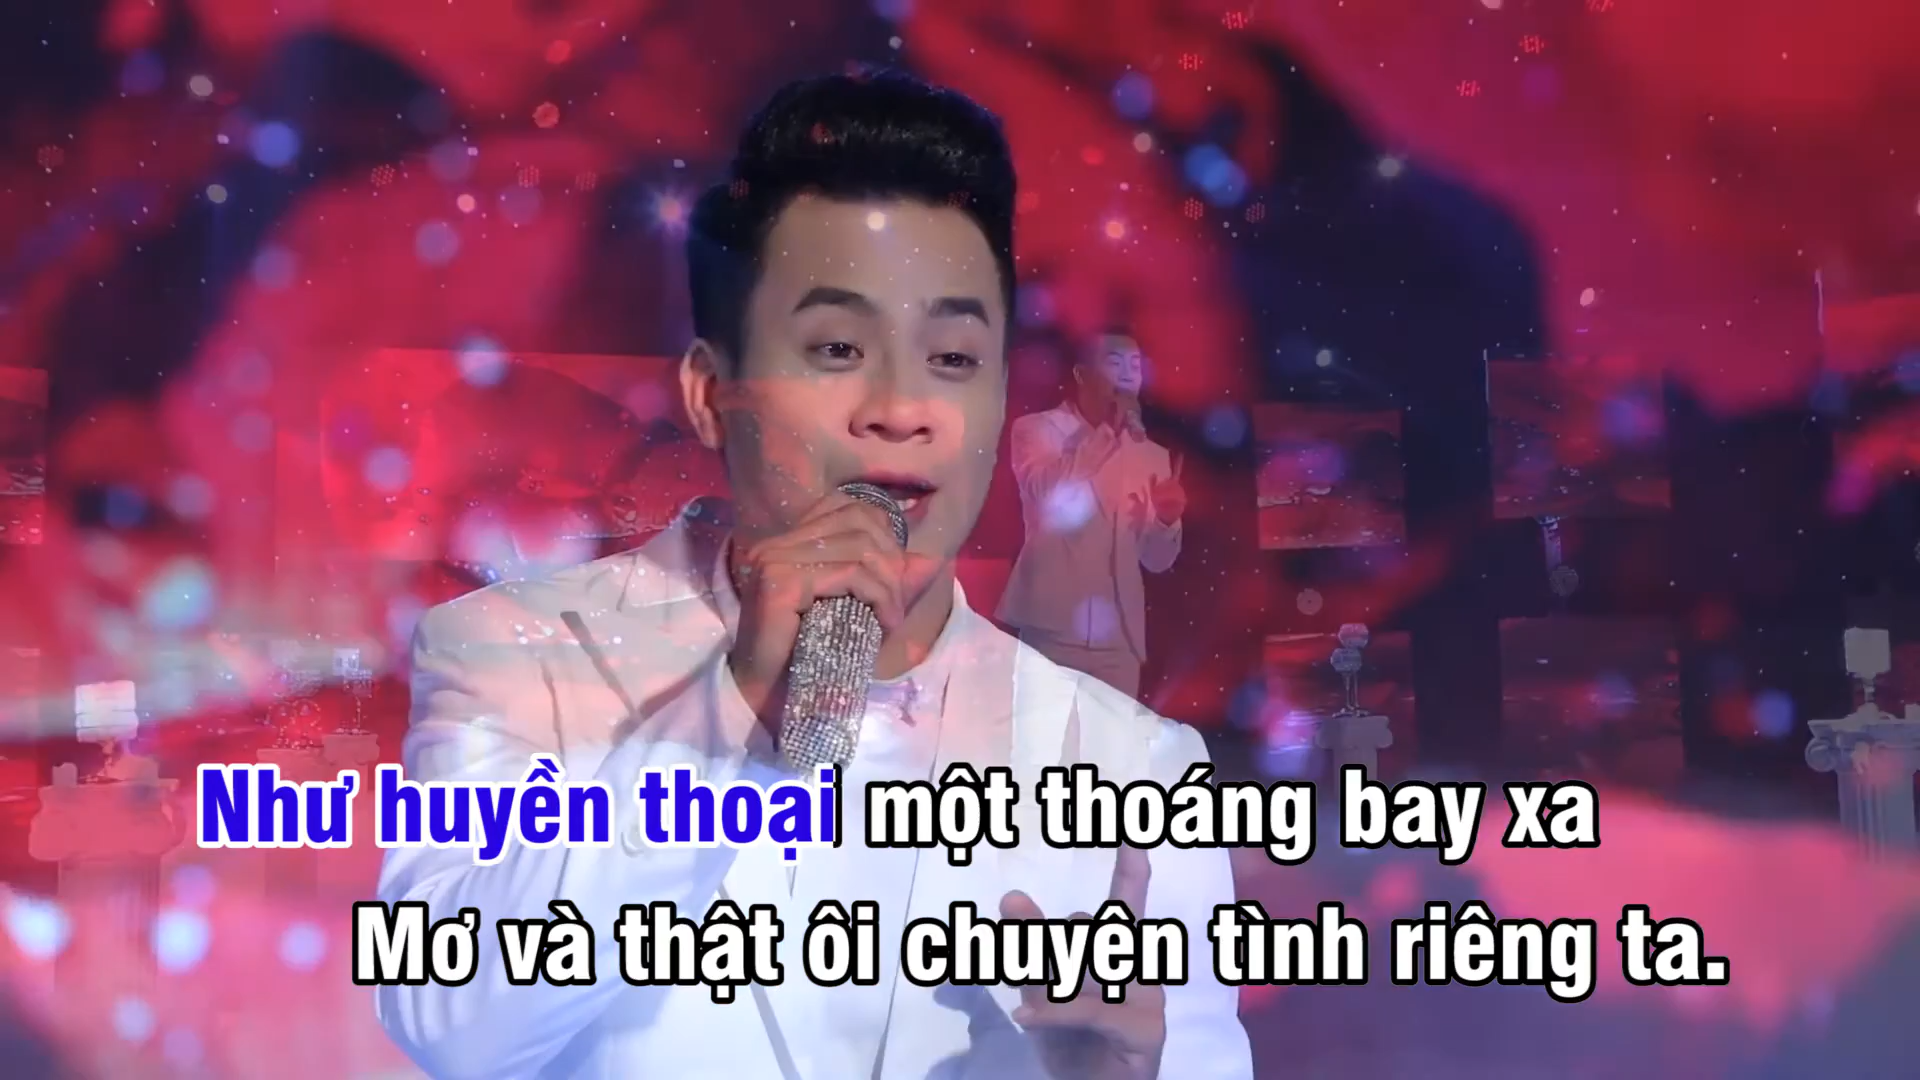 Như huyền thoại một thoáng bay xa
Mơ và thật ôi chuyện tình riêng ta.